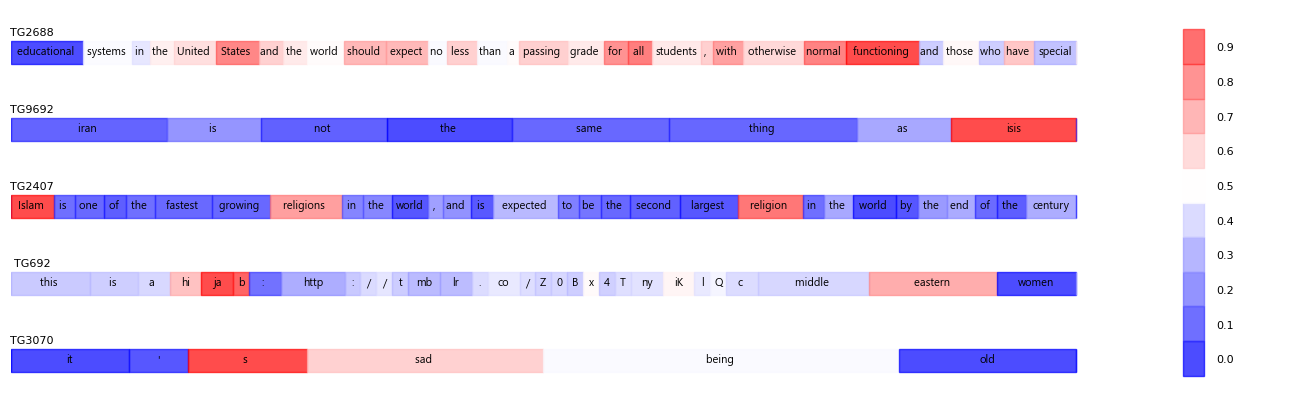 TG2688
educational systems in the United States and the world should expect no less than a passing grade for all students , with otherwise normal functioning and those who have special
TG9692
iran is not the same thing as isis
TG2407
Islam is one of the fastest growing religions in the world , and is expected to be the second largest religion in the world by the end of the century
TG692
this is a hi ja b : http : / / t mb lr . co / Z 0 B x 4 T ny iK l Q c middle eastern women
TG3070
it ' s sad being old
0.9
0.8
0.7
0.6
0.5
0.4
0.3
0.2
0.1
0.0